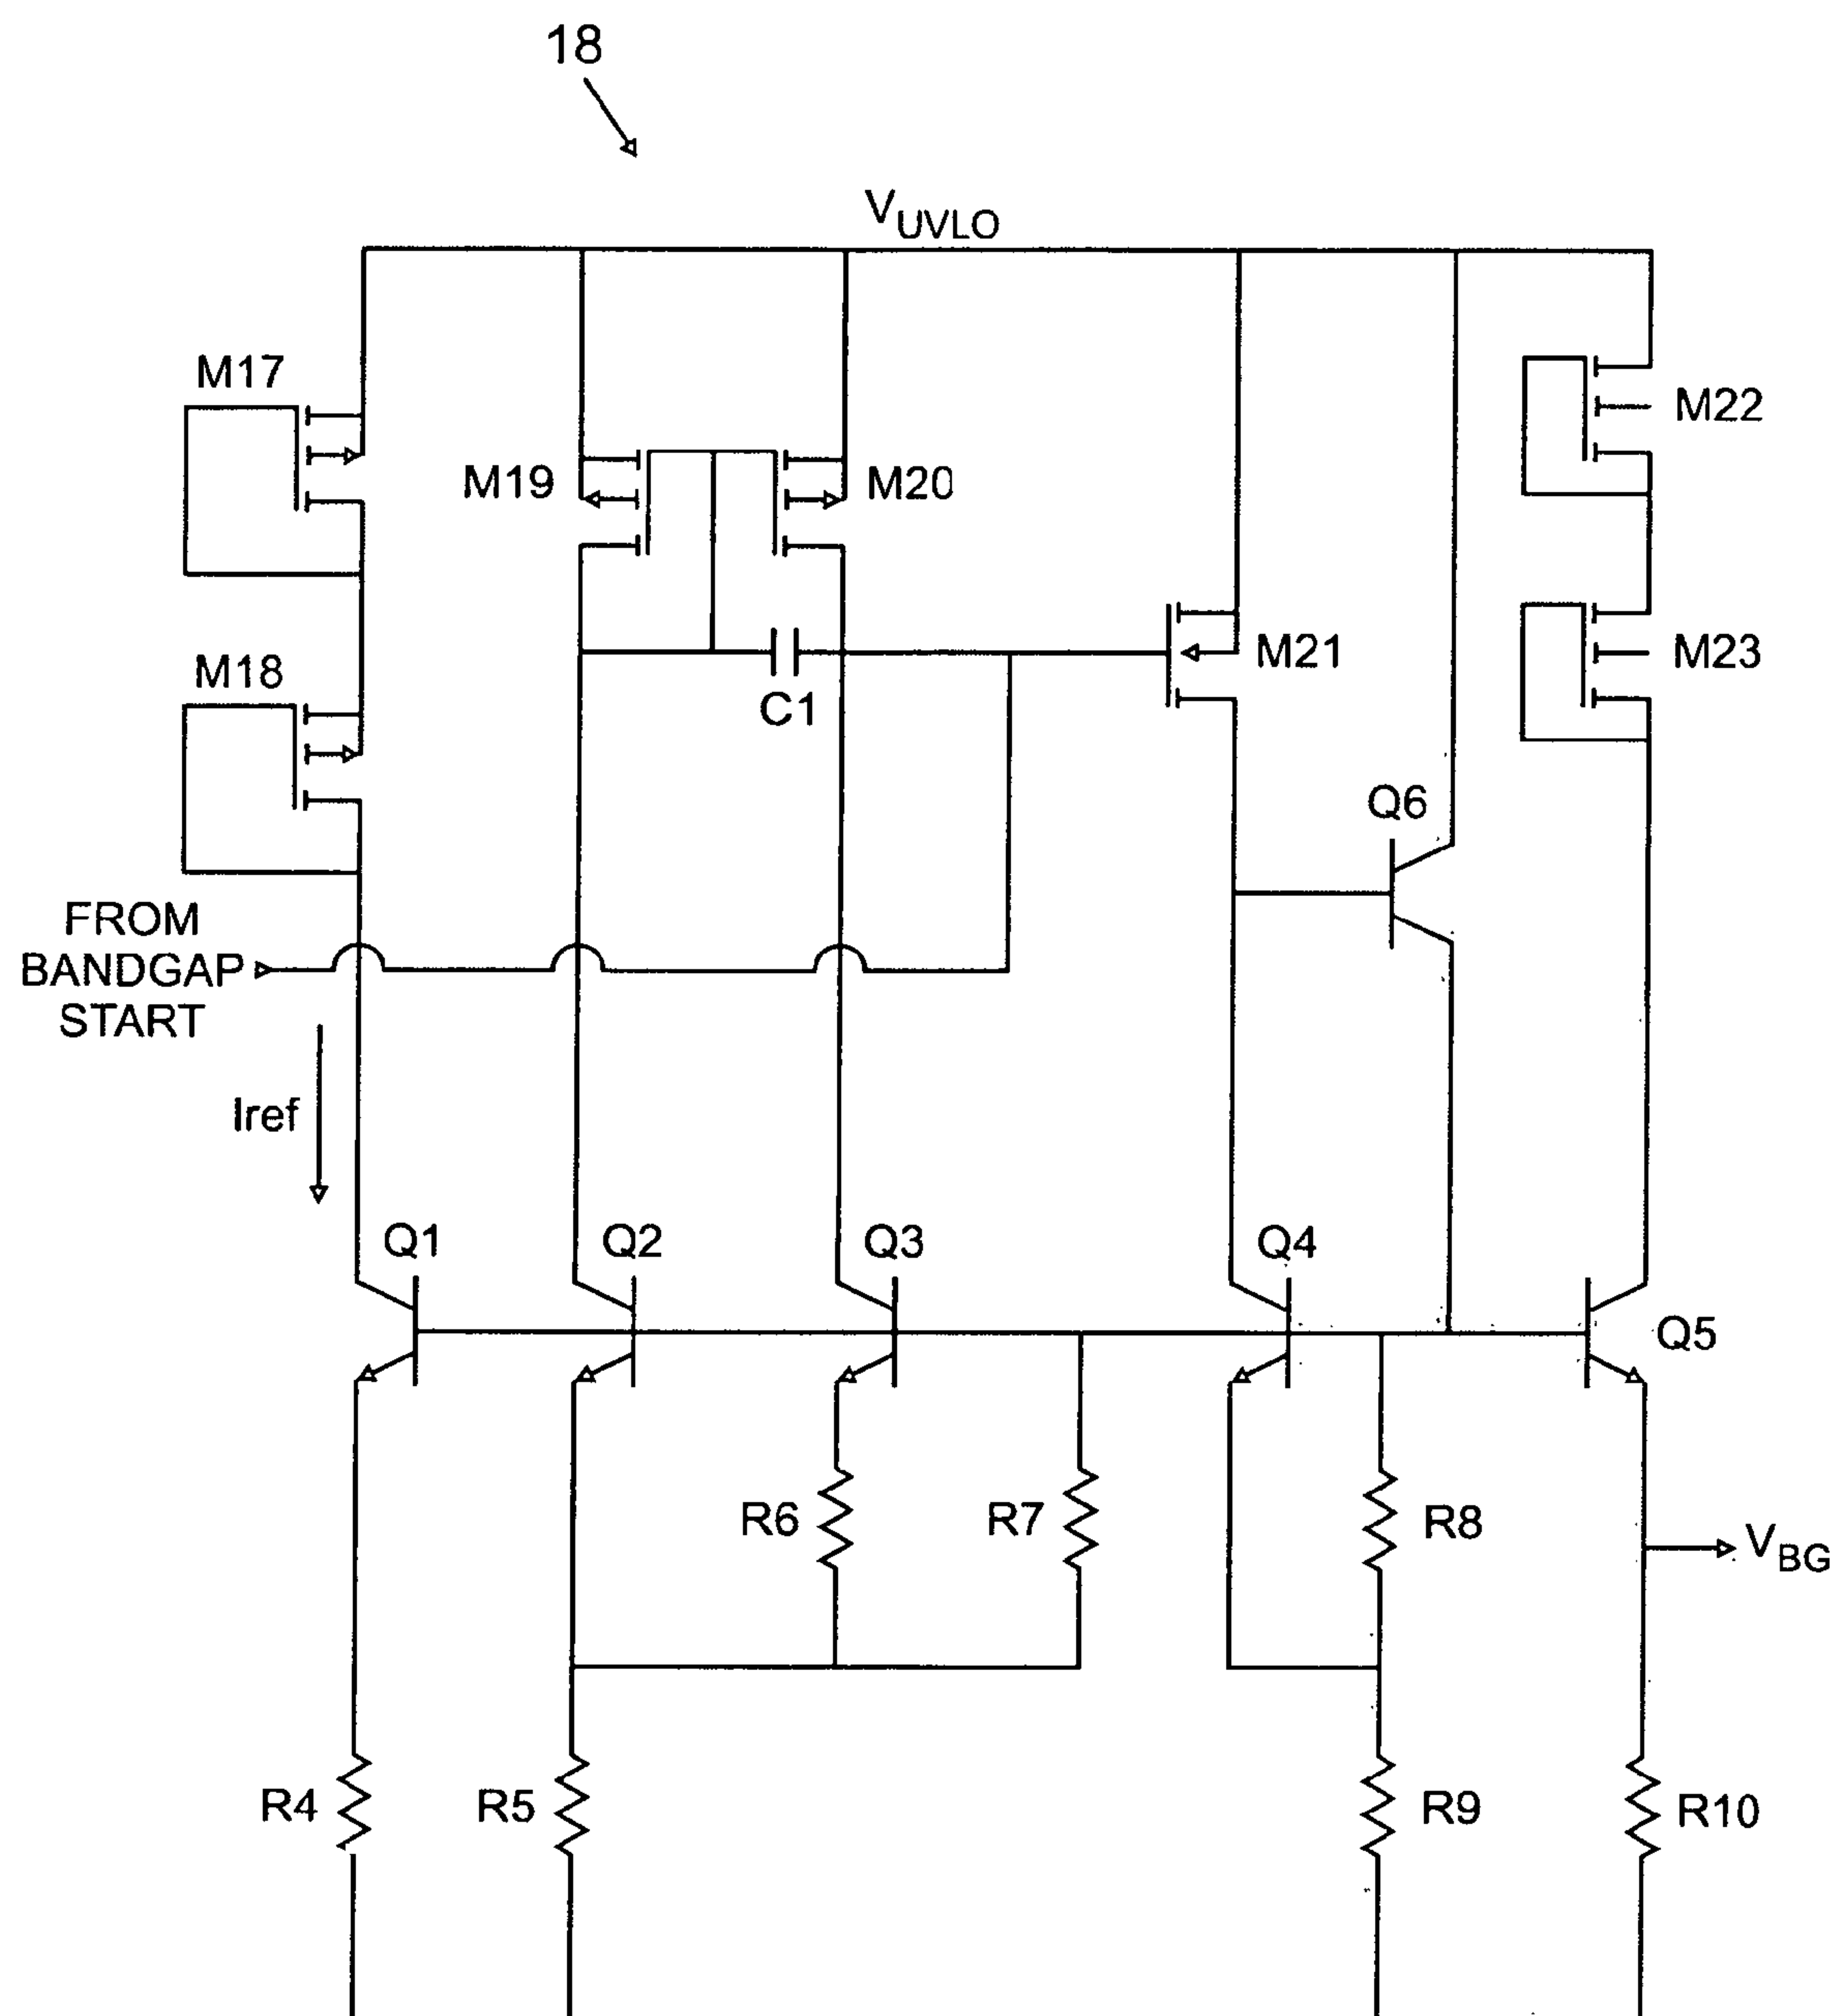 18
VUVLO
M17
M22
M19
M20
M21
M23
M18
C1
Q6
FROM
BANDGAP
START
Iref
Q1
Q2
Q3
Q4
Q5
R6
R7
R8
VBG
R4
R5
R9
R10